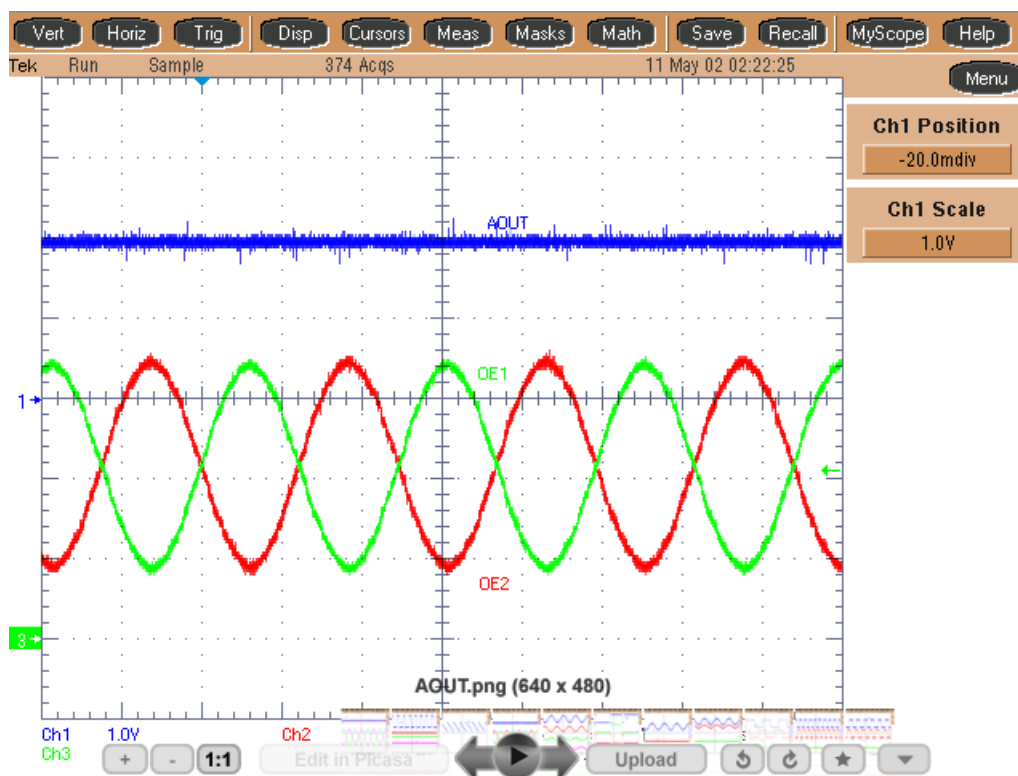 Vert Horiz Trig Disp Cursors Meas Masks Math Save Recall MyScope Help
Tek Run Sample 374 Acqs 11 May 02 02:22:25
Menu
Ch1 Position
-20.0mdiv
Ch1 Scale
1.0V
AOUT
OE1
1
OE2
3
AOUT.png (640 x 480)
Ch1 1.0V Ch2
Ch3
+ - 1:1 Edit in Picasa Upload